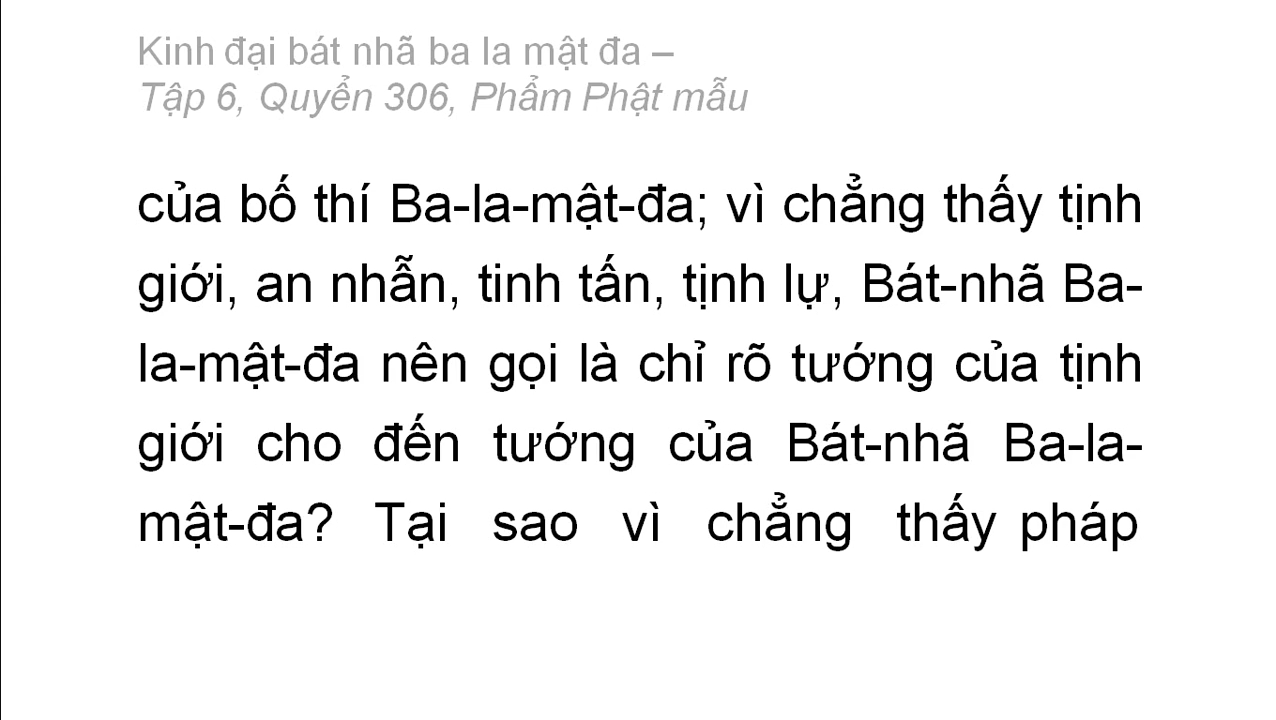 Kinh đại bát nhã ba la mật đa –
Tập 6, Quyển 306, Phẩm Phật mẫu
của bố thí Ba-la-mật-đa; vì chẳng thấy tịnh
giới, an nhẫn, tinh tấn, tịnh lự, Bát-nhã Ba-
la-mật-đa nên gọi là chỉ rõ tướng của tịnh
giới cho đến tướng của Bát-nhã Ba-la-
mật-đa? Tại sao vì chẳng thấy pháp